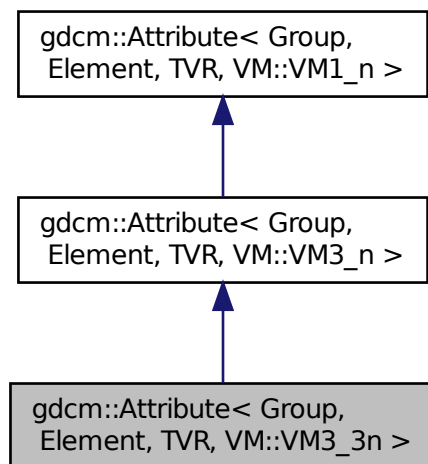 gdcm::Attribute< Group,
Element, TVR, VM::VM1_n >
gdcm::Attribute< Group,
Element, TVR, VM::VM3_n >
gdcm::Attribute< Group,
Element, TVR, VM::VM3_3n >